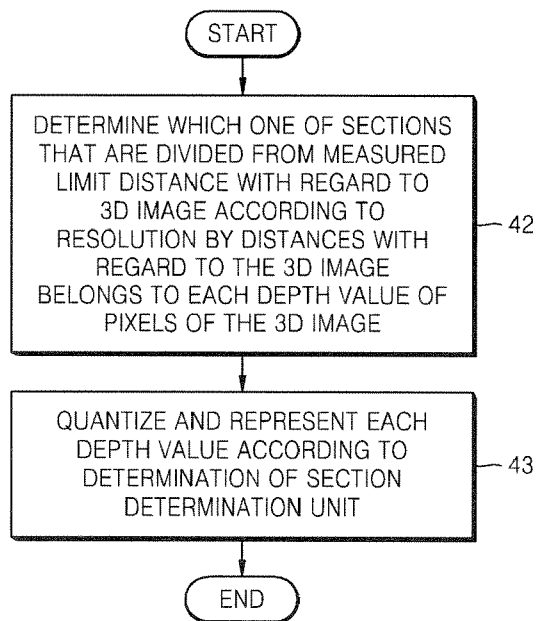 START
DETERMINE WHICH ONE OF SECTIONS
THAT ARE DIVIDED FROM MEASURED
LIMIT DISTANCE WITH REGARD TO
3D IMAGE ACCORDING TO
RESOLUTION BY DISTANCES WITH
REGARD TO THE 3D IMAGE
BELONGS TO EACH DEPTH VALUE OF
PIXELS OF THE 3D IMAGE
42
QUANTIZE AND REPRESENT EACH
DEPTH VALUE ACCORDING TO
DETERMINATION OF SECTION
DETERMINATION UNIT
43
END